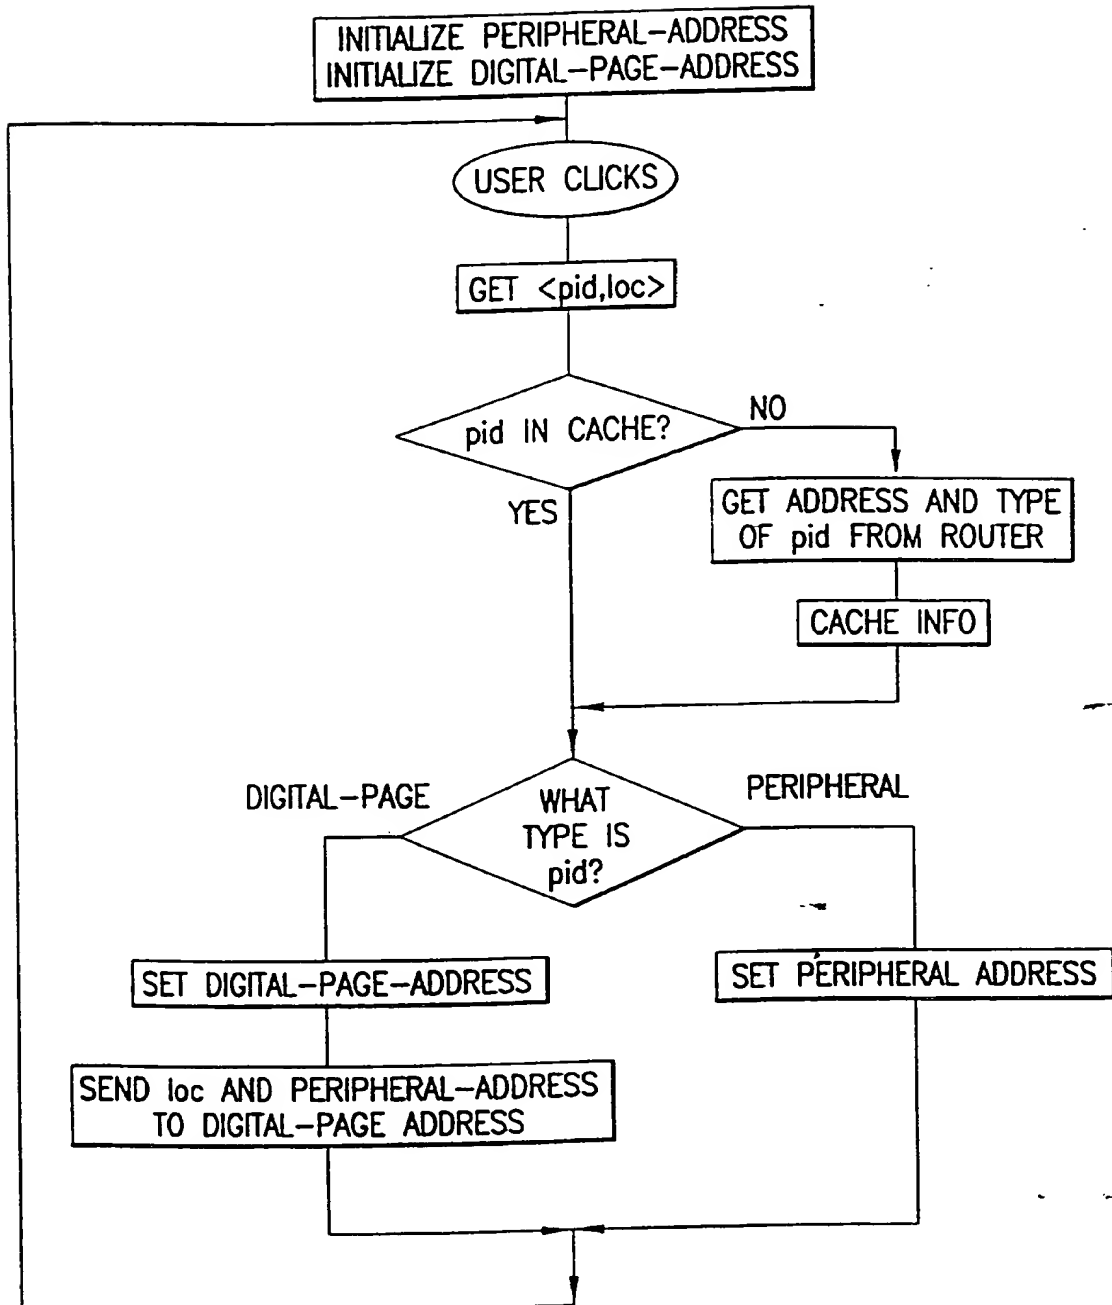 INITIALIZE PERIPHERAL-ADDRESS
INITIALIZE DIGITAL-PAGE-ADDRESS
USER CLICKS
GET <pid,loc>
pid IN CACHE?
NO
YES
GET ADDRESS AND TYPE
OF pid FROM ROUTER
CACHE INFO
DIGITAL-PAGE
WHAT
TYPE IS
pid?
PERIPHERAL
SET DIGITAL-PAGE-ADDRESS
SET PERIPHERAL ADDRESS
SEND loc AND PERIPHERAL-ADDRESS
TO DIGITAL-PAGE ADDRESS